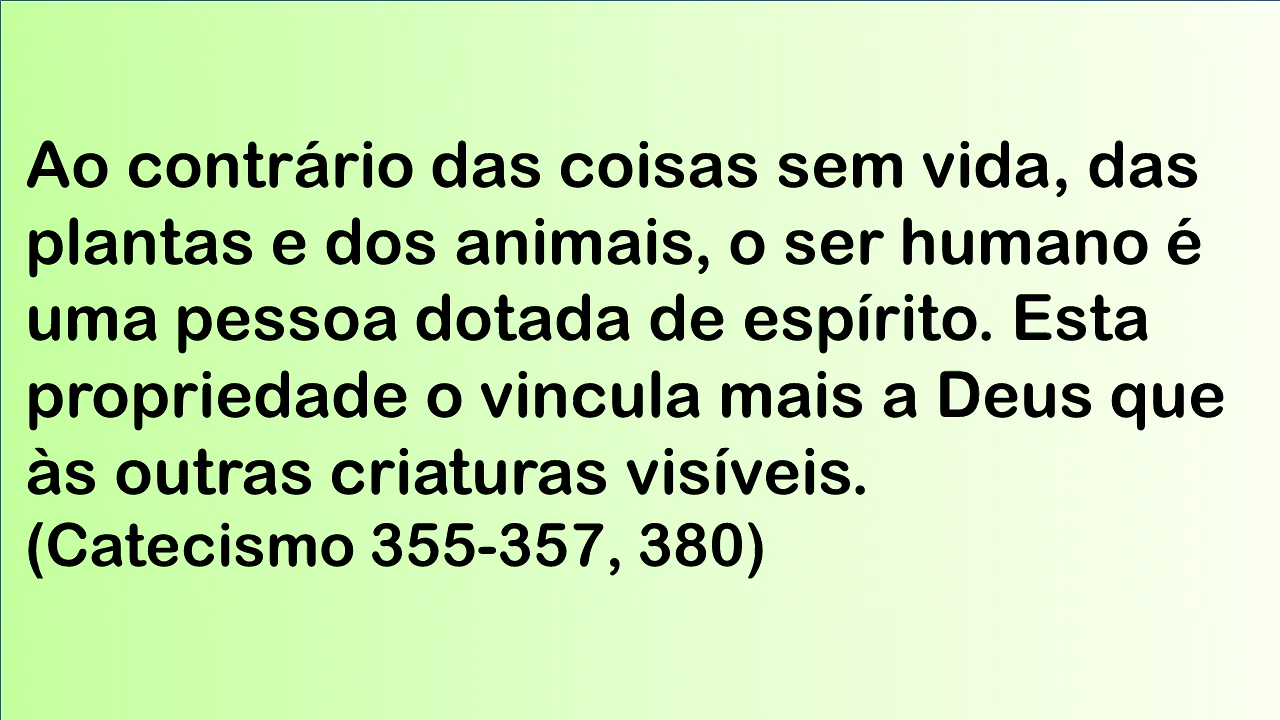 Ao contrário das coisas sem vida, das
plantas e dos animais, o ser humano é
uma pessoa dotada de espírito. Esta
propriedade o vincula mais a Deus que
às outras criaturas visíveis.
(Catecismo 355-357, 380)